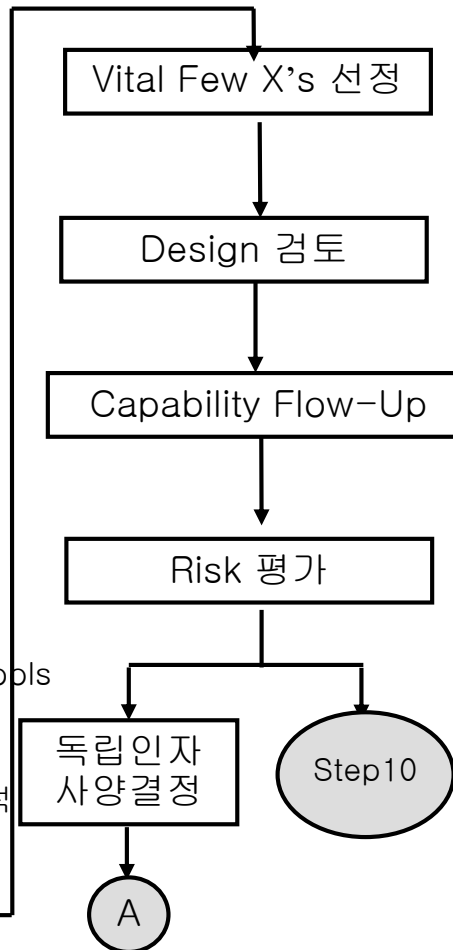 Vital Few X's 선정
Design 검토
Capability Flow-Up
Risk 평가
독립인자
사양결정
Step10
A